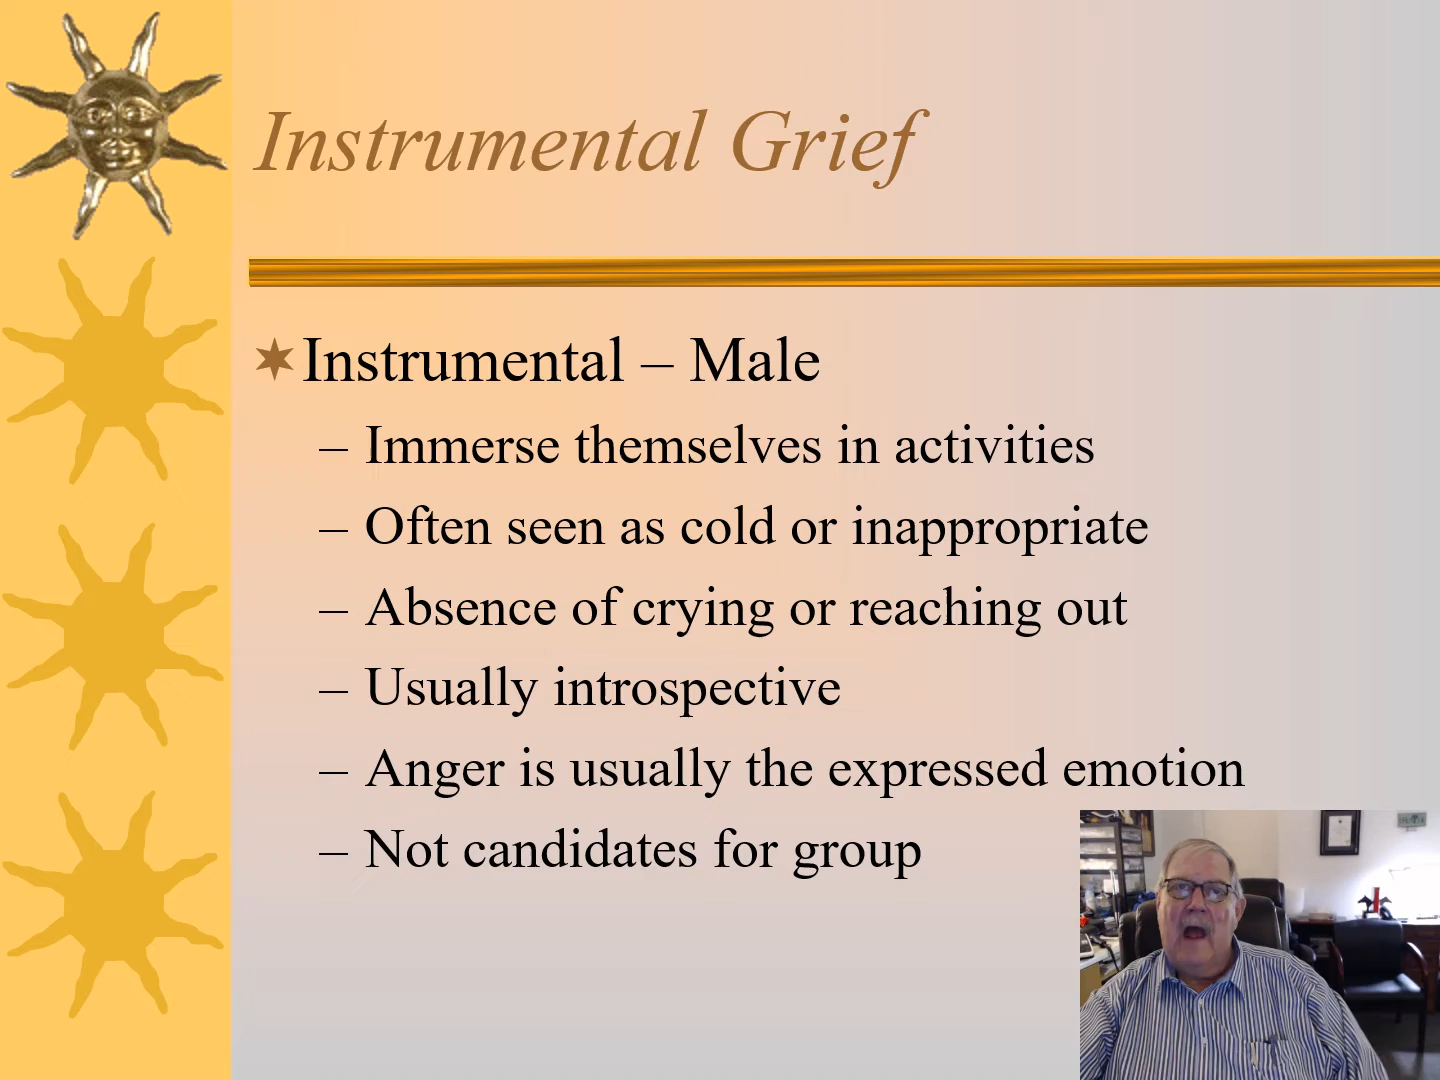 Instrumental Grief
Instrumental – Male
– Immerse themselves in activities
– Often seen as cold or inappropriate
– Absence of crying or reaching out
– Usually introspective
– Anger is usually the expressed emotion
– Not candidates for group